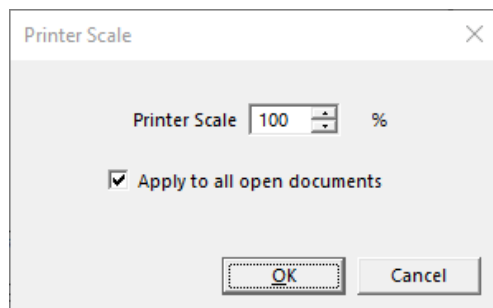 Printer Scale
Printer Scale 100 %
Apply to all open documents
OK Cancel